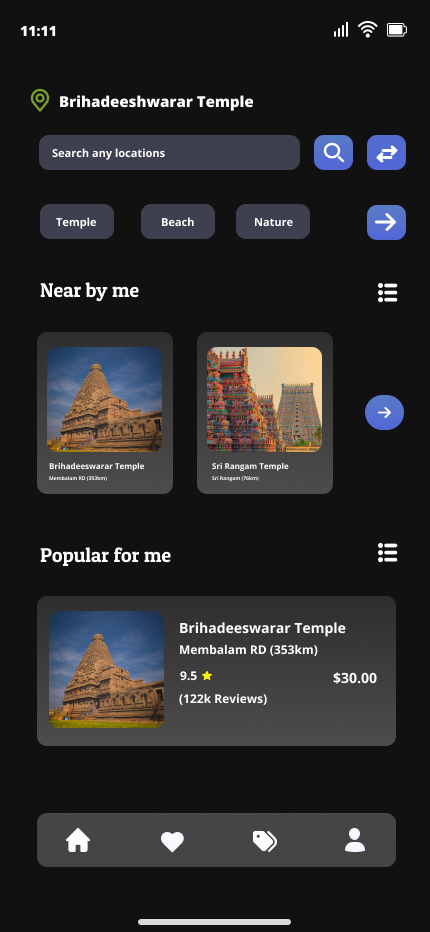 11:11
Brihadeeshwarar Temple
Search any locations
Temple
Beach
Nature
Near by me
Brihadeeswarar Temple
Membalam RD (353km)
Sri Rangam Temple
Sri Rangam (76km)
Popular for me
Brihadeeswarar Temple
Membalam RD (353km)
9.5
$30.00
(122k Reviews)